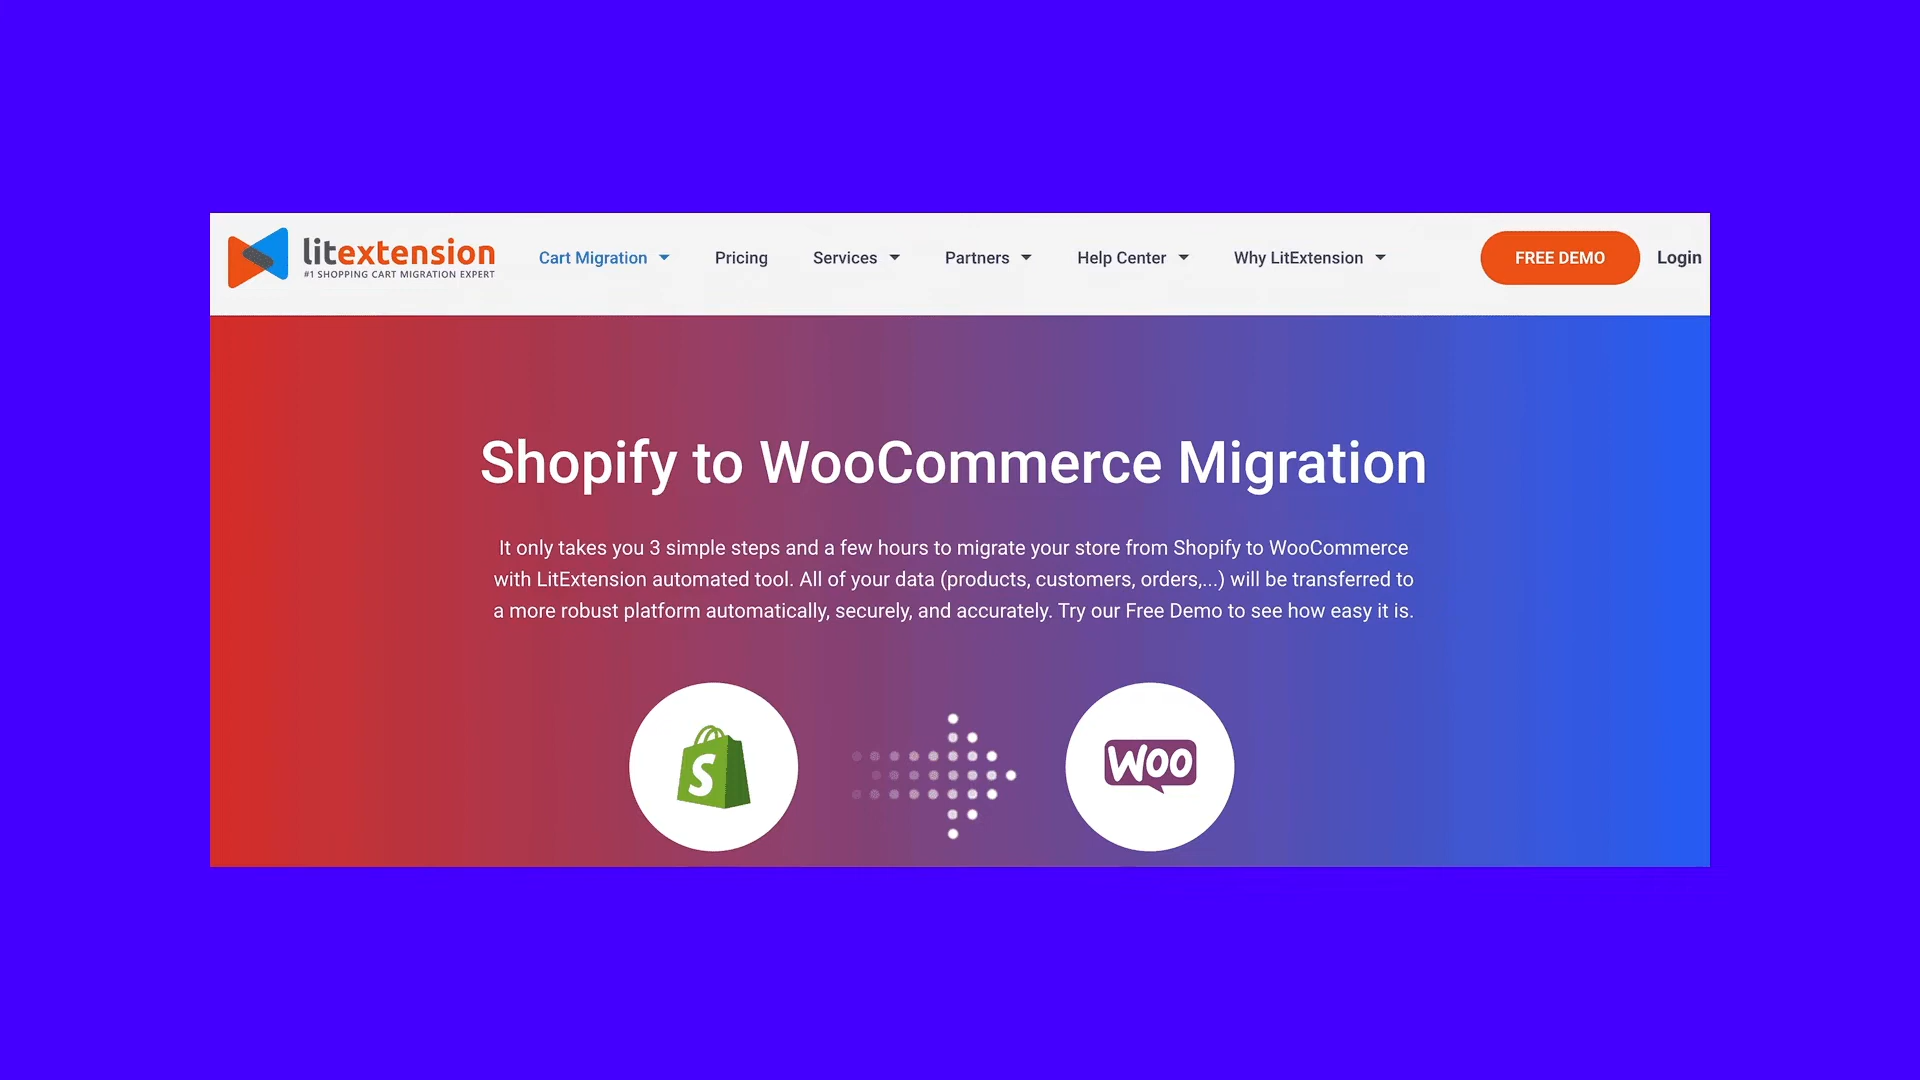 litextension
#1 SHOPPING CART MIGRATION EXPERT
Cart Migration
Pricing
Services
Partners
Help Center
Why LitExtension
FREE DEMO
Login
Shopify to WooCommerce Migration
It only takes you 3 simple steps and a few hours to migrate your store from Shopify to WooCommerce
with LitExtension automated tool. All of your data (products, customers, orders,...) will be transferred to
a more robust platform automatically, securely, and accurately. Try our Free Demo to see how easy it is.
S
WOO